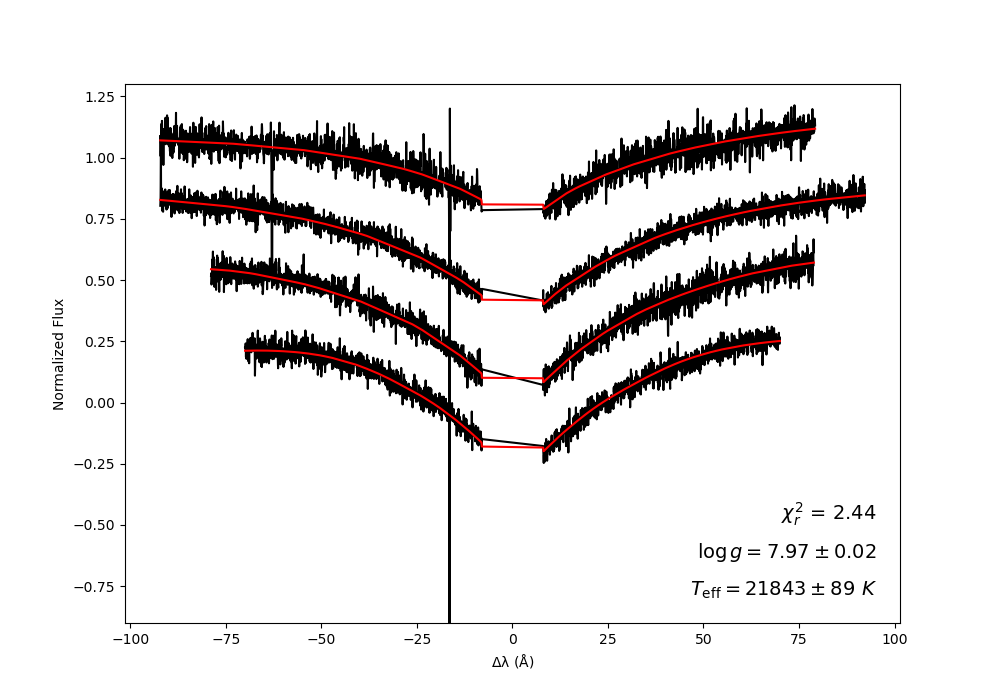 1.25
1.00
0.75
0.50
0.25
0.00
−0.25
−0.50
−0.75
Normalized Flux
χ²ᵣ = 2.44
log g = 7.97 ± 0.02
T_eff = 21843 ± 89 K
−100 −75 −50 −25 0 25 50 75 100
Δλ (Å)